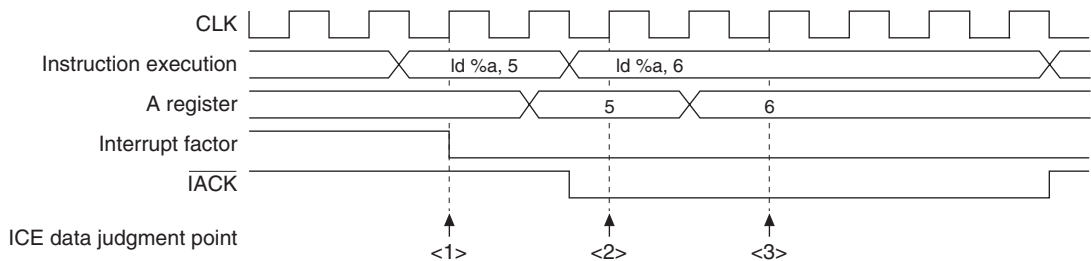 CLK
Instruction execution ld %a, 5 ld %a, 6
A register 5 6
Interrupt factor
IACK
ICE data judgment point <1> <2> <3>